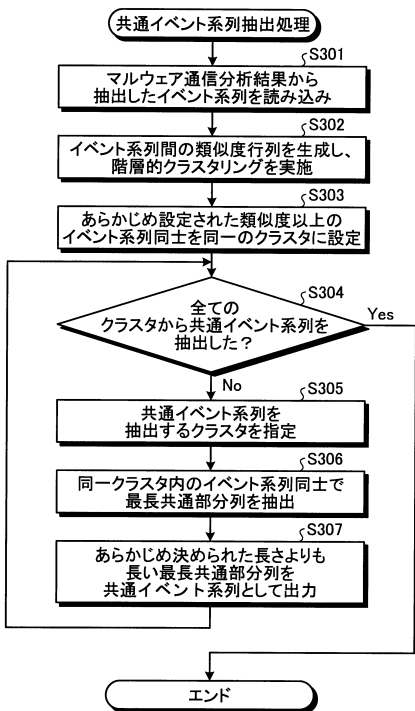 共通イベント系列抽出処理
S301
マルウェア通信分析結果から
抽出したイベント系列を読み込み
S302
イベント系列間の類似度行列を生成し、
階層的クラスタリングを実施
S303
あらかじめ設定された類似度以上の
イベント系列同士を同一のクラスタに設定
S304
全ての
クラスタから共通イベント系列を
抽出した？
Yes
No
S305
共通イベント系列を
抽出するクラスタを指定
S306
同一クラスタ内のイベント系列同士で
最長共通部分列を抽出
S307
あらかじめ決められた長さよりも
長い最長共通部分列を
共通イベント系列として出力
エンド